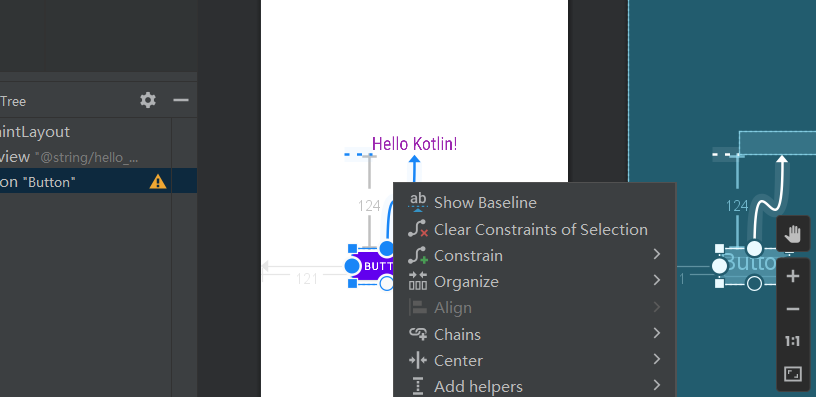 Tree
aintLayout
view "@string/hello_...
on "Button"
Hello Kotlin!
124
BUTT
121
ab
Show Baseline
Clear Constraints of Selection
Constrain
Organize
Align
Chains
Center
Add helpers
124
Button
1
1:1